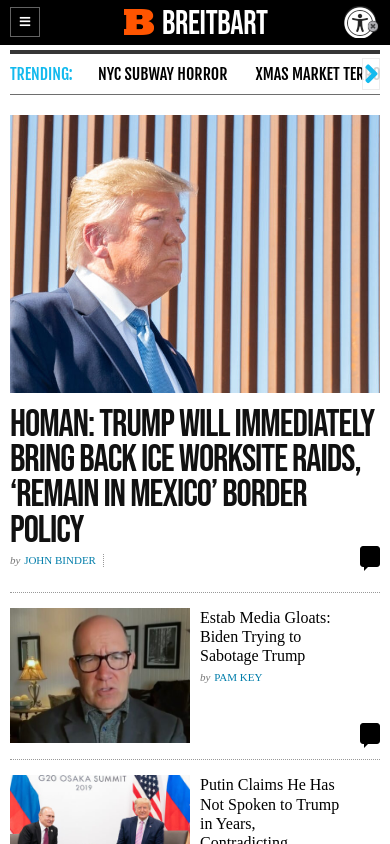 BREITBART
TRENDING:
NYC SUBWAY HORROR
XMAS MARKET TER
HOMAN: TRUMP WILL IMMEDIATELY
BRING BACK ICE WORKSITE RAIDS,
‘REMAIN IN MEXICO’ BORDER
POLICY
by JOHN BINDER
Estab Media Gloats:
Biden Trying to
Sabotage Trump
by PAM KEY
G20 OSAKA SUMMIT
2019
Putin Claims He Has
Not Spoken to Trump
in Years,
Contradicting